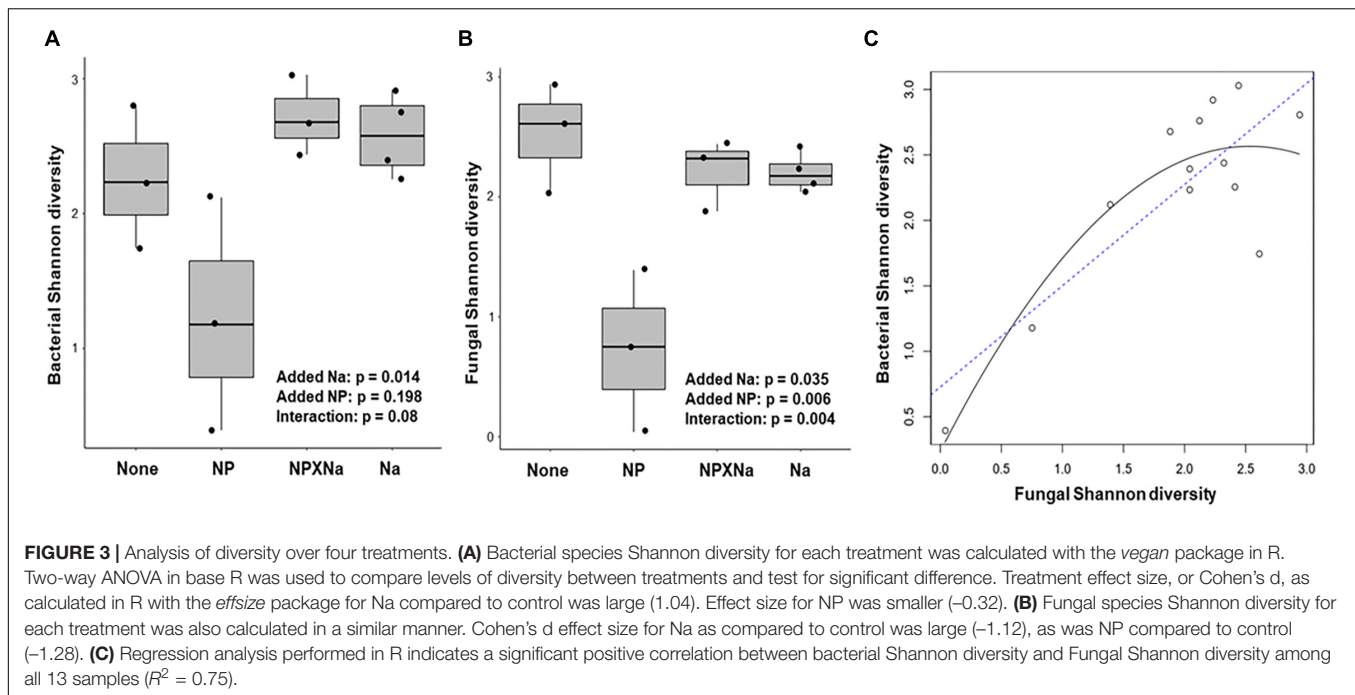 A
Bacterial Shannon diversity
3
2
1
Added Na: p = 0.014
Added NP: p = 0.198
Interaction: p = 0.08
None NP NPXNa Na
B
Fungal Shannon diversity
3
2
1
0
Added Na: p = 0.035
Added NP: p = 0.006
Interaction: p = 0.004
None NP NPXNa Na
C
Bacterial Shannon diversity
3.0
2.5
2.0
1.5
1.0
0.5
0.0 0.5 1.0 1.5 2.0 2.5 3.0
Fungal Shannon diversity
FIGURE 3 | Analysis of diversity over four treatments. (A) Bacterial species Shannon diversity for each treatment was calculated with the vegan package in R.
Two-way ANOVA in base R was used to compare levels of diversity between treatments and test for significant difference. Treatment effect size, or Cohen's d, as
calculated in R with the effsize package for Na compared to control was large (1.04). Effect size for NP was smaller (–0.32). (B) Fungal species Shannon diversity for
each treatment was also calculated in a similar manner. Cohen's d effect size for Na as compared to control was large (–1.12), as was NP compared to control
(–1.28). (C) Regression analysis performed in R indicates a significant positive correlation between bacterial Shannon diversity and Fungal Shannon diversity among
all 13 samples (R² = 0.75).